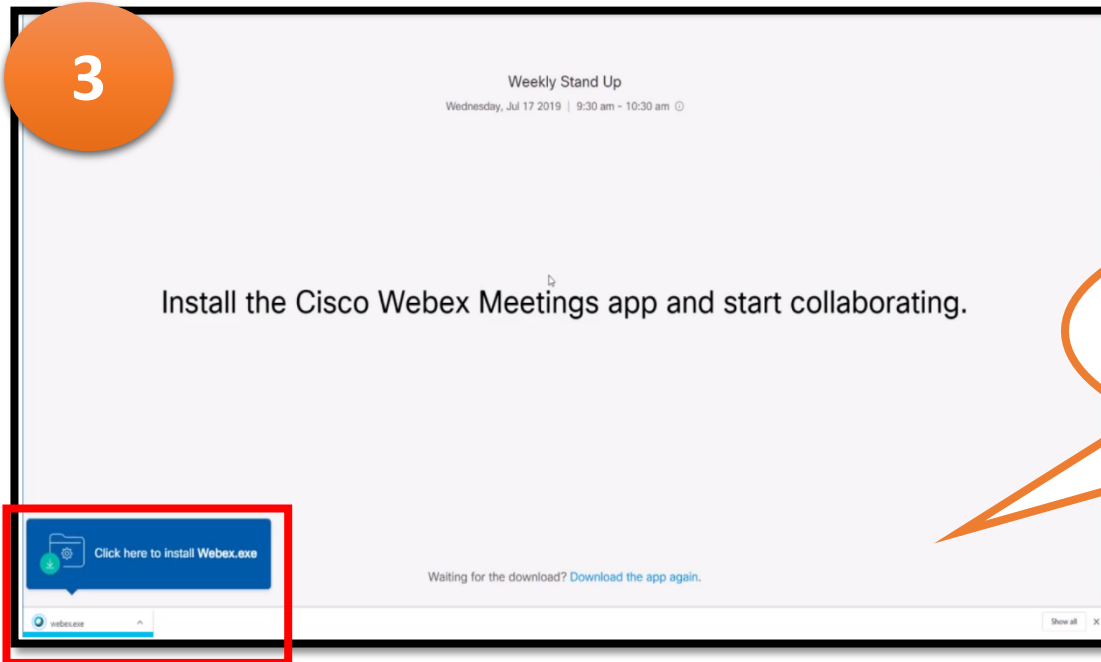 3
Weekly Stand Up
Wednesday, Jul 17 2019 | 9:30 am - 10:30 am
Install the Cisco Webex Meetings app and start collaborating.
Click here to install Webex.exe
Waiting for the download? Download the app again.
webex.exe
Show all X